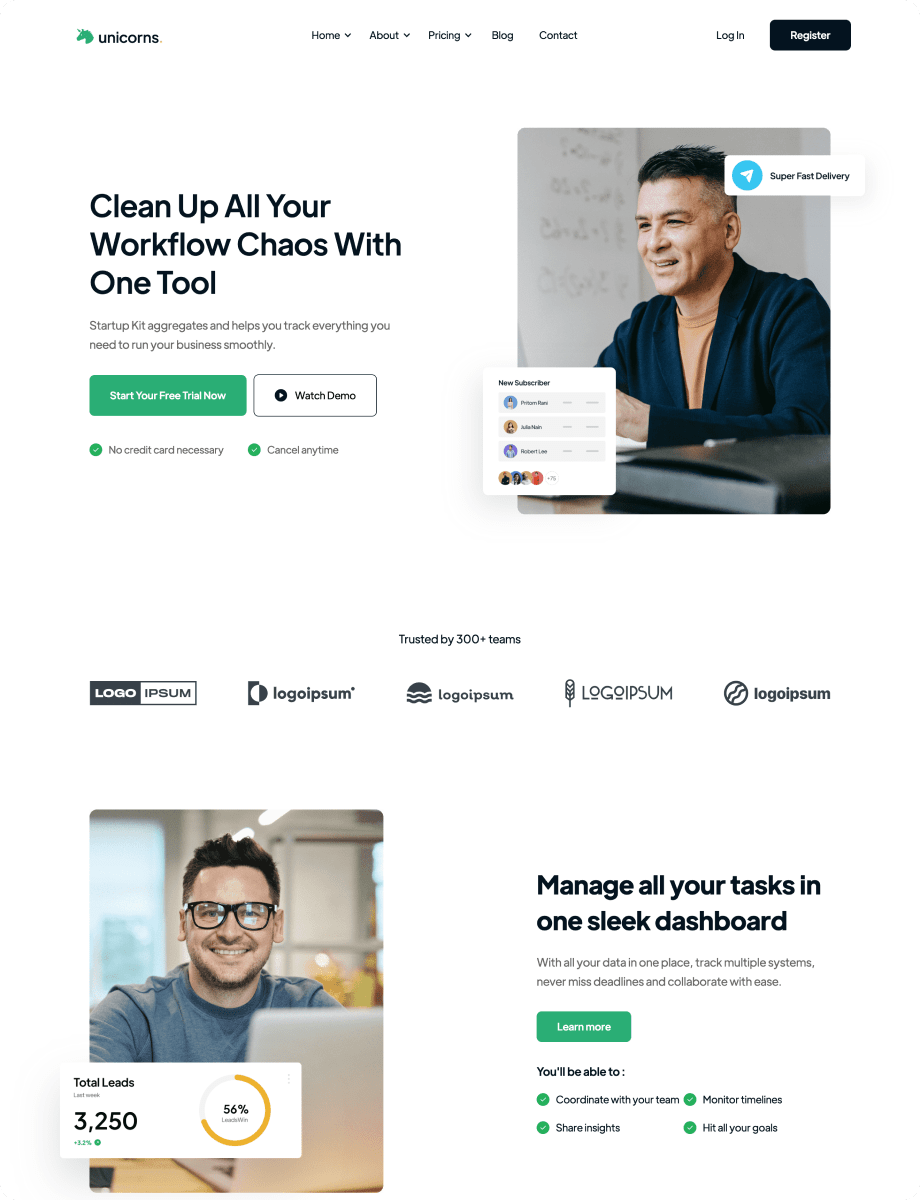 unicorns.
Home
About
Pricing
Blog
Contact
Log In
Register
Super Fast Delivery
Clean Up All Your
Workflow Chaos With
One Tool
Startup Kit aggregates and helps you track everything you
need to run your business smoothly.
Start Your Free Trial Now
Watch Demo
No credit card necessary
Cancel anytime
New Subscriber
Pritom Rani
Julia Nain
Robert Lee
+75
Trusted by 300+ teams
LOGO IPSUM
logoipsum
logoipsum
LOGOIPSUM
logoipsum
Manage all your tasks in
one sleek dashboard
With all your data in one place, track multiple systems,
never miss deadlines and collaborate with ease.
Learn more
You'll be able to :
Coordinate with your team
Monitor timelines
Share insights
Hit all your goals
Total Leads
Last week
3,250
+3.2%
56%
LeadsWin